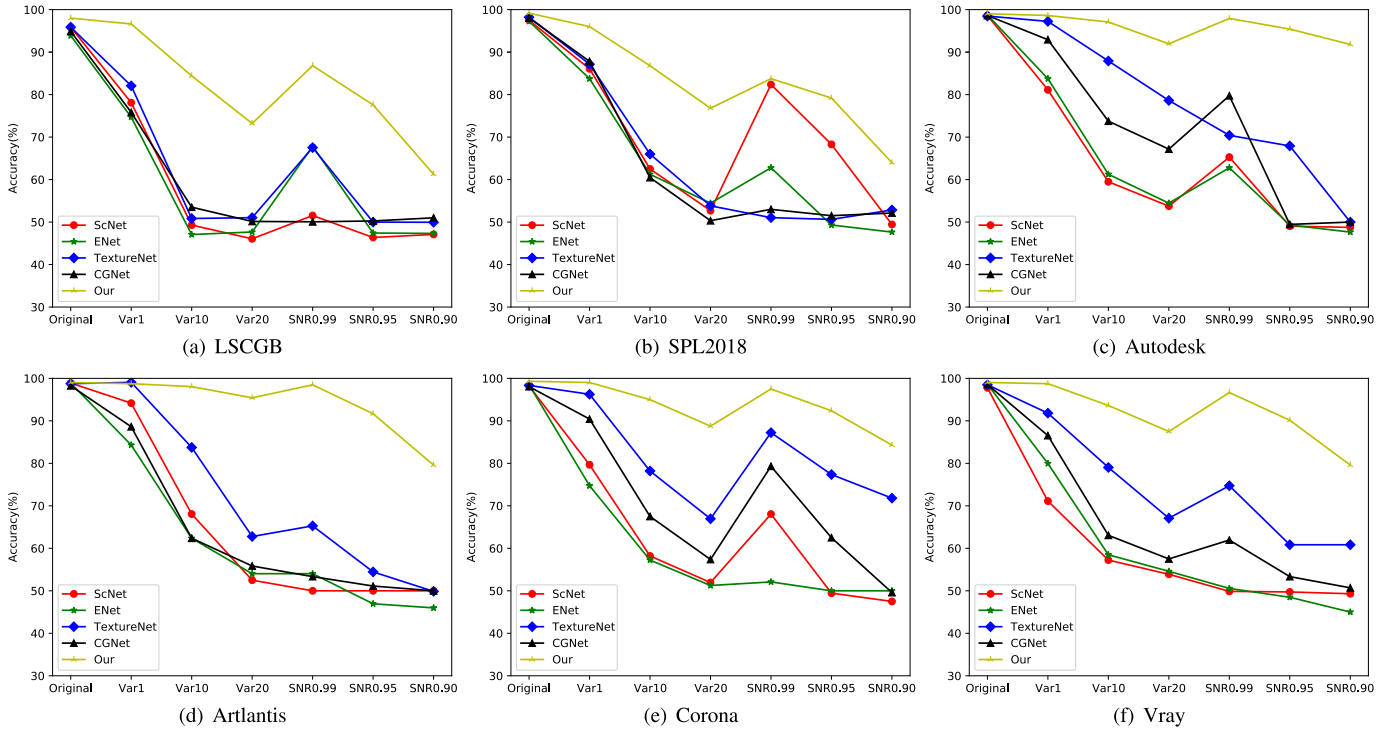 100
90
80
70
60
50
40
30
Accuracy(%)
ScNet
ENet
TextureNet
CGNet
Our
Original Var1 Var10 Var20 SNR0.99 SNR0.95 SNR0.90
(a) LSCGB
100
90
80
70
60
50
40
30
Accuracy(%)
ScNet
ENet
TextureNet
CGNet
Our
Original Var1 Var10 Var20 SNR0.99 SNR0.95 SNR0.90
(b) SPL2018
100
90
80
70
60
50
40
30
Accuracy(%)
ScNet
ENet
TextureNet
CGNet
Our
Original Var1 Var10 Var20 SNR0.99 SNR0.95 SNR0.90
(c) Autodesk
100
90
80
70
60
50
40
30
Accuracy(%)
ScNet
ENet
TextureNet
CGNet
Our
Original Var1 Var10 Var20 SNR0.99 SNR0.95 SNR0.90
(d) Artlantis
100
90
80
70
60
50
40
30
Accuracy(%)
ScNet
ENet
TextureNet
CGNet
Our
Original Var1 Var10 Var20 SNR0.99 SNR0.95 SNR0.90
(e) Corona
100
90
80
70
60
50
40
30
Accuracy(%)
ScNet
ENet
TextureNet
CGNet
Our
Original Var1 Var10 Var20 SNR0.99 SNR0.95 SNR0.90
(f) Vray